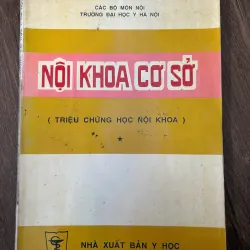 CÁC BỘ MÔN NỘI
TRƯỜNG ĐẠI HỌC Y HÀ NỘI
NỘI KHOA CƠ SỞ
( TRIỆU CHỨNG HỌC NỘI KHOA )
* *
NHÀ XUẤT BẢN Y HỌC